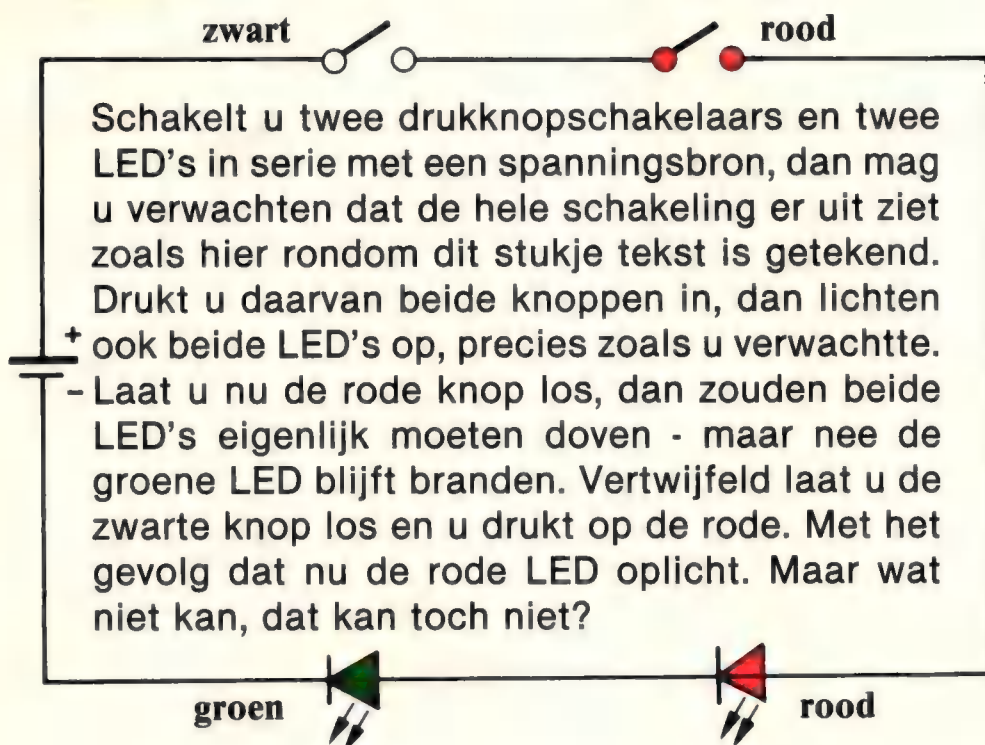 zwart rood
Schakelt u twee drukknopschakelaars en twee
LED's in serie met een spanningsbron, dan mag
u verwachten dat de hele schakeling er uit ziet
zoals hier rondom dit stukje tekst is getekend.
Drukt u daarvan beide knoppen in, dan lichten
+ ook beide LED's op, precies zoals u verwachtte.
- Laat u nu de rode knop los, dan zouden beide
LED's eigenlijk moeten doven - maar nee de
groene LED blijft branden. Vertwijfeld laat u de
zwarte knop los en u drukt op de rode. Met het
gevolg dat nu de rode LED oplicht. Maar wat
niet kan, dat kan toch niet?
groen rood